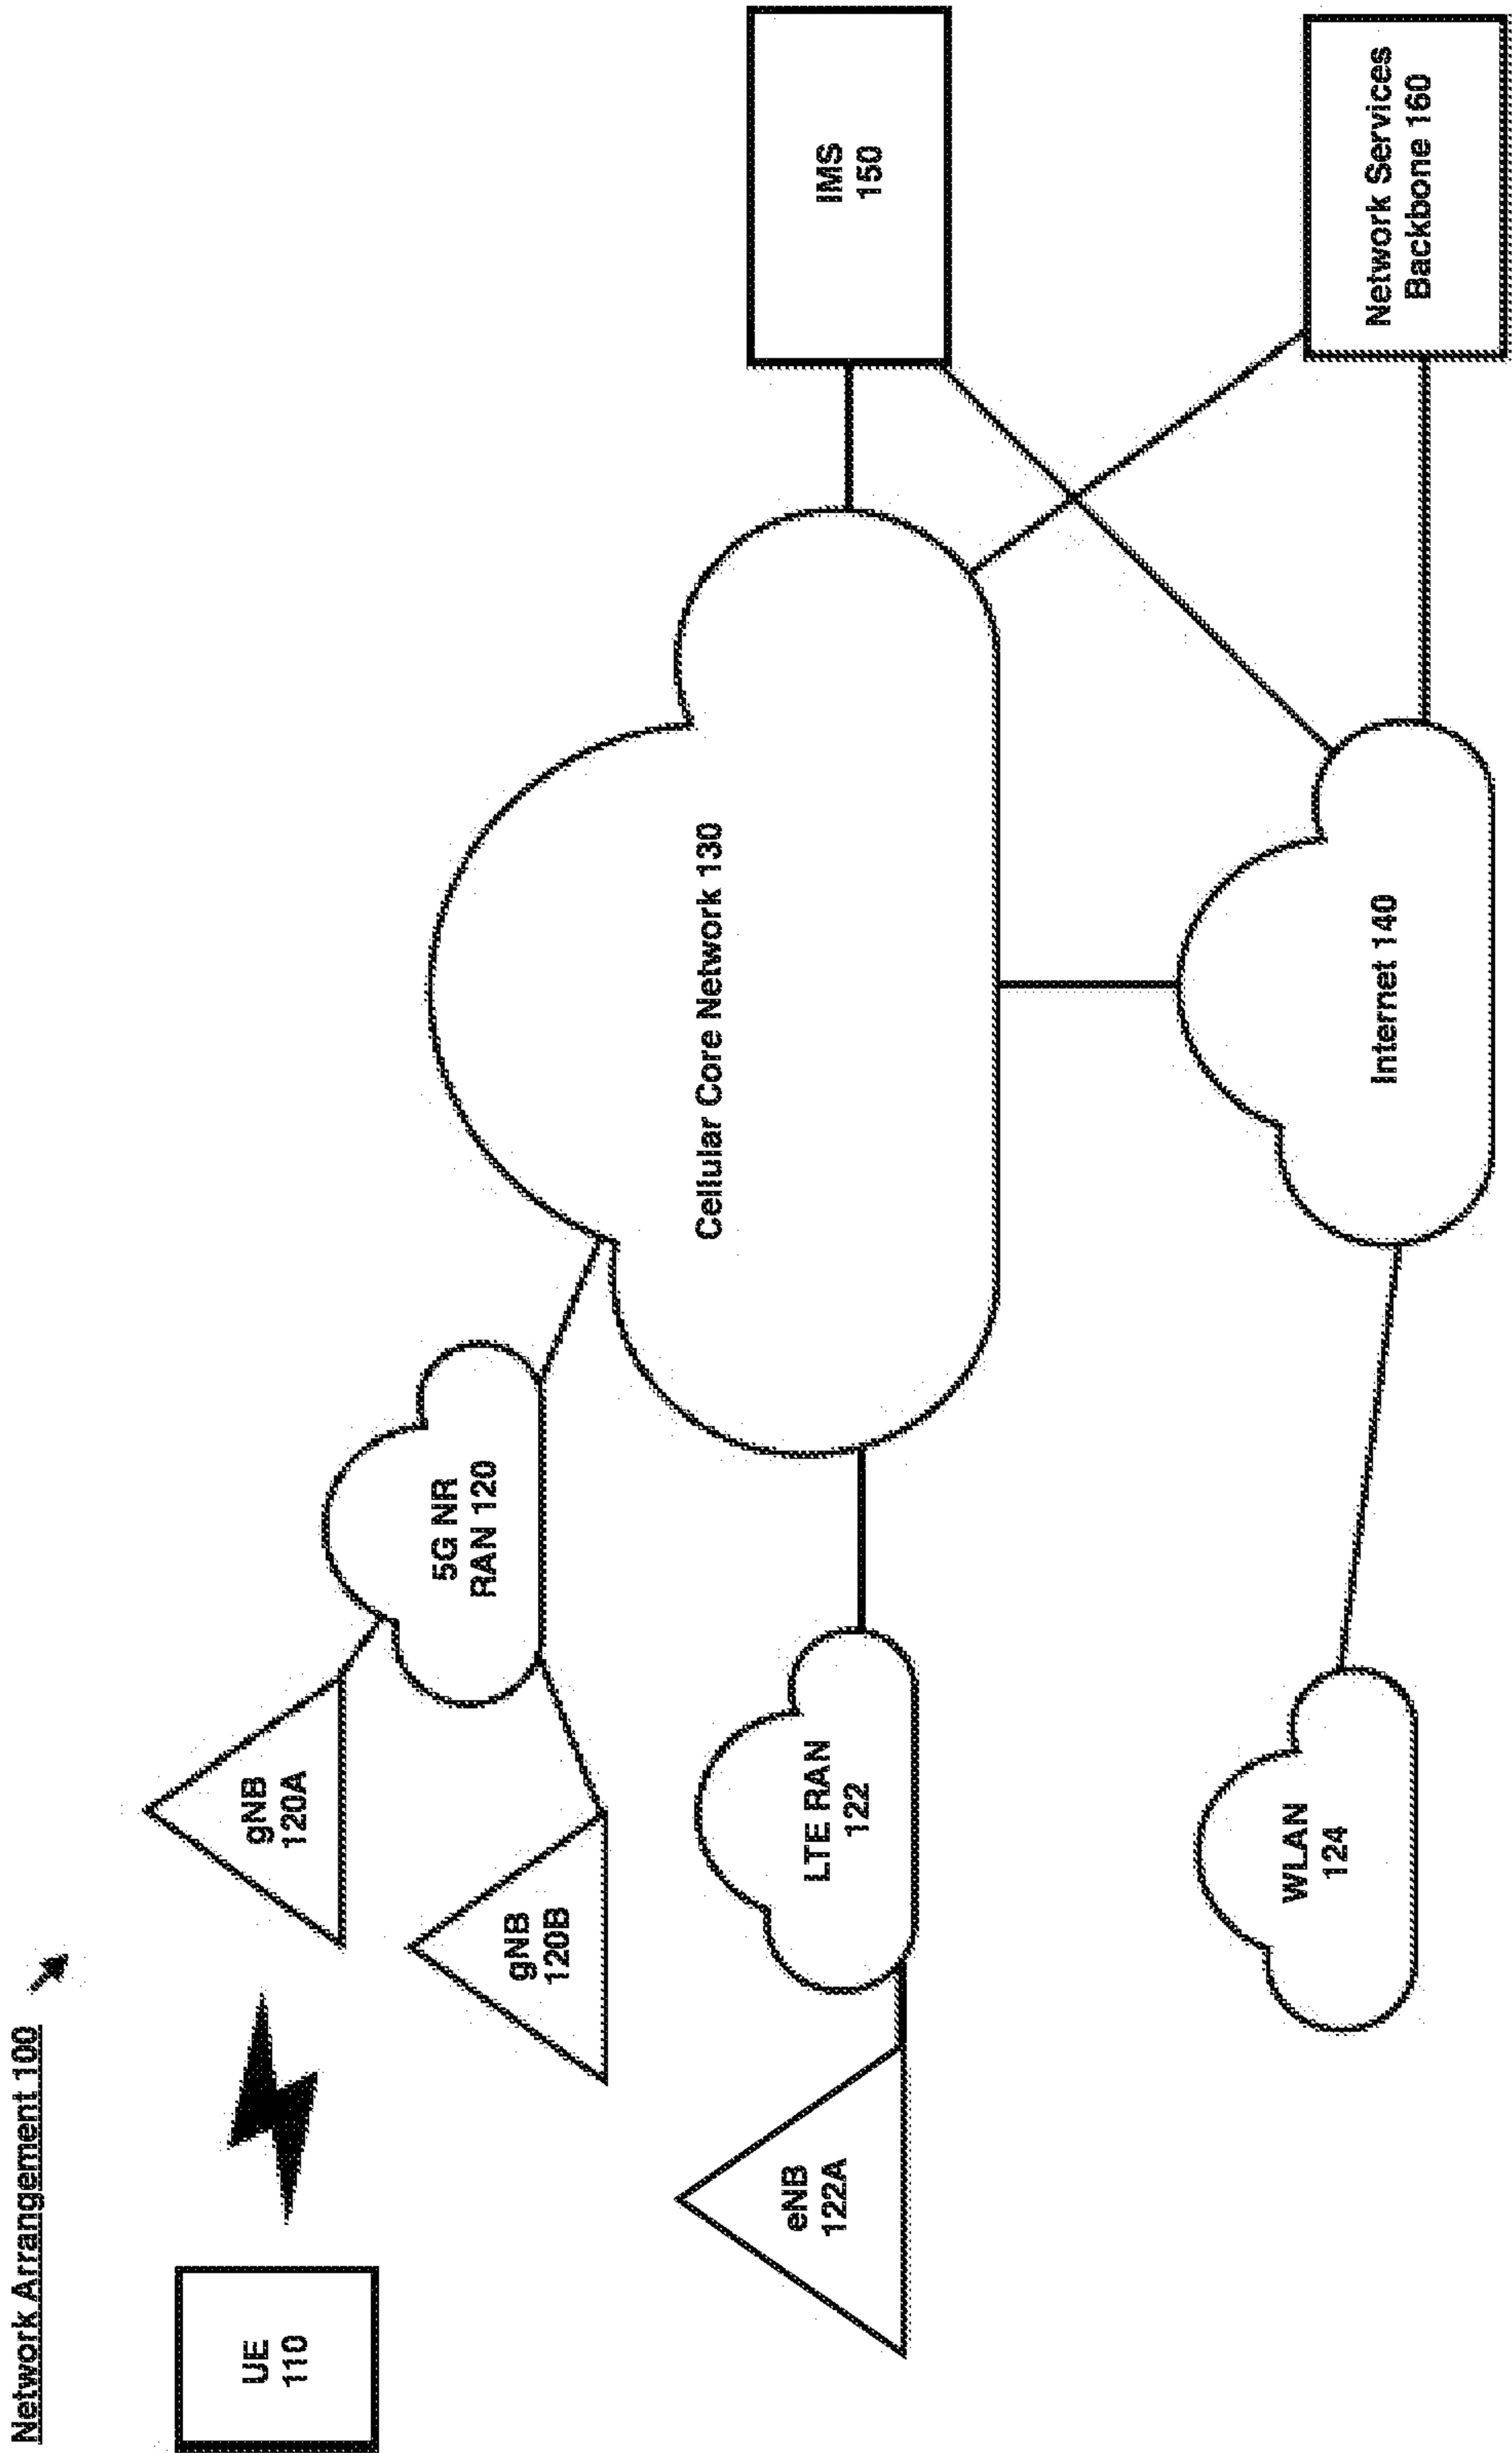 Network Arrangement 100
UE
110
gNB
120A
gNB
120B
5G NR
RAN 120
eNB
122A
LTE RAN
122
Cellular Core Network 130
IMS
150
WLAN
124
Internet 140
Network Services
Backbone 160